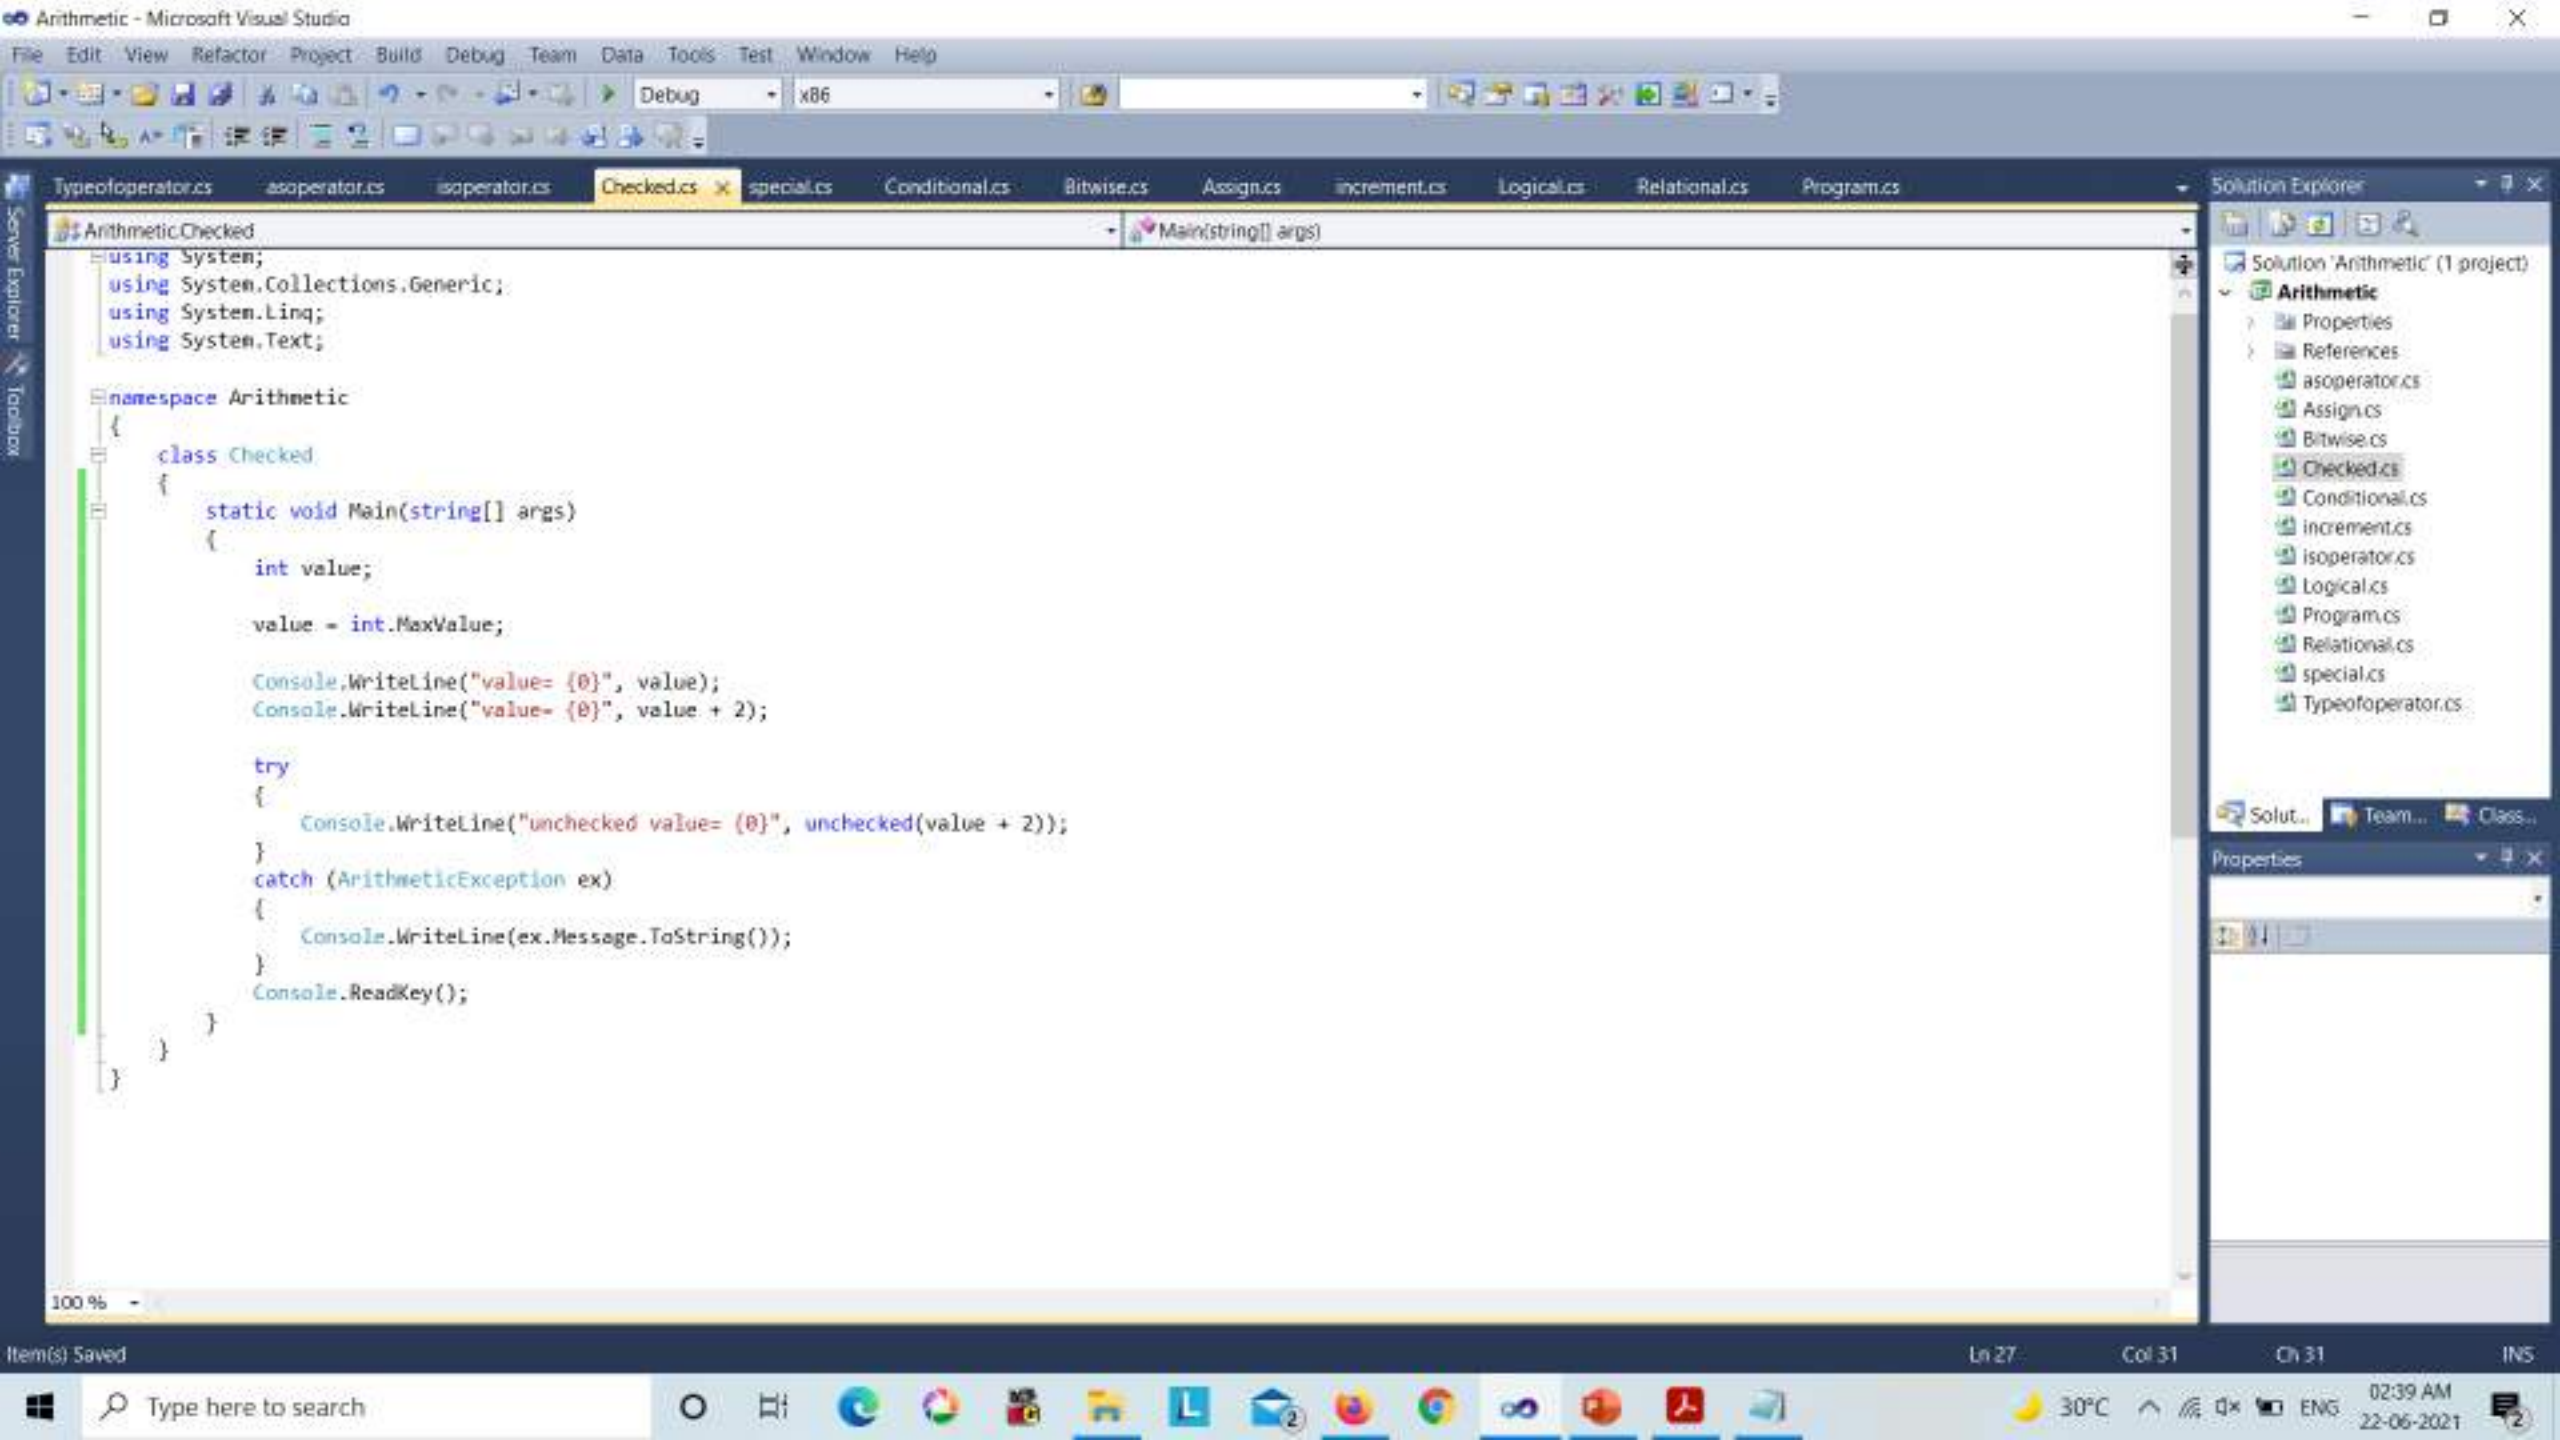 Arithmetic - Microsoft Visual Studio
File Edit View Refactor Project Build Debug Team Data Tools Test Window Help
Debug x86
Typeofoperator.cs asoperator.cs isoperator.cs Checked.cs special.cs Conditional.cs Bitwise.cs Assign.cs increment.cs Logical.cs Relational.cs Program.cs
Arithmetic.Checked Main(string[] args)
Server Explorer
Toolbox
using System;
using System.Collections.Generic;
using System.Linq;
using System.Text;
namespace Arithmetic
{
class Checked
{
static void Main(string[] args)
{
int value;
value = int.MaxValue;
Console.WriteLine("value= {0}", value);
Console.WriteLine("value= {0}", value + 2);
try
{
Console.WriteLine("unchecked value= {0}", unchecked(value + 2));
}
catch (ArithmeticException ex)
{
Console.WriteLine(ex.Message.ToString());
}
Console.ReadKey();
}
}
}
100 %
Solution Explorer
Solution 'Arithmetic' (1 project)
Arithmetic
Properties
References
asoperator.cs
Assign.cs
Bitwise.cs
Checked.cs
Conditional.cs
increment.cs
isoperator.cs
Logical.cs
Program.cs
Relational.cs
special.cs
Typeofoperator.cs
Solut... Team... Class...
Properties
Item(s) Saved Ln 27 Col 31 Ch 31 INS
Type here to search
L
2
30°C ENG
02:39 AM
22-06-2021
2